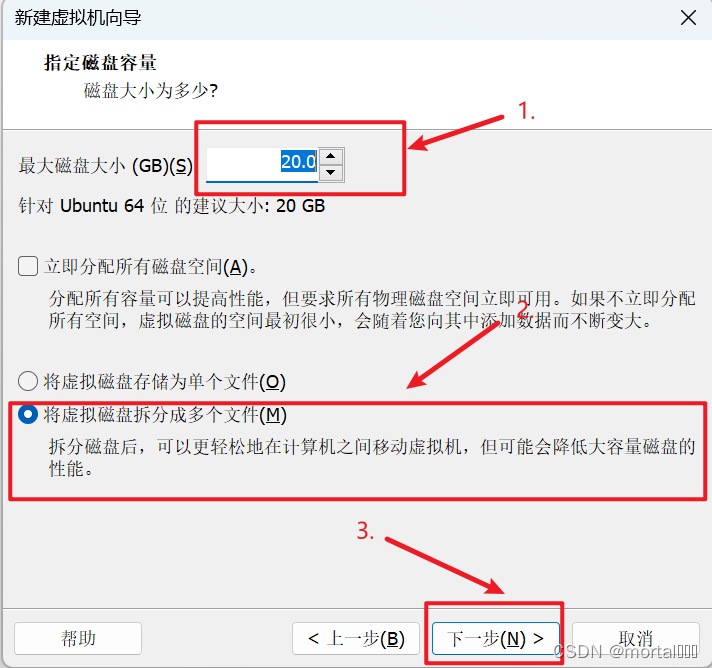 新建虚拟机向导
指定磁盘容量
磁盘大小为多少?
1.
最大磁盘大小 (GB)(S)
20.0
针对 Ubuntu 64 位 的建议大小: 20 GB
立即分配所有磁盘空间(A)。
分配所有容量可以提高性能，但要求所有物理磁盘空间立即可用。如果不立即分配
所有空间，虚拟磁盘的空间最初很小，会随着您向其中添加数据而不断变大。
2.
将虚拟磁盘存储为单个文件(O)
将虚拟磁盘拆分成多个文件(M)
拆分磁盘后，可以更轻松地在计算机之间移动虚拟机，但可能会降低大容量磁盘的
性能。
3.
帮助
< 上一步(B)
下一步(N) >
取消
CSDN @mortal